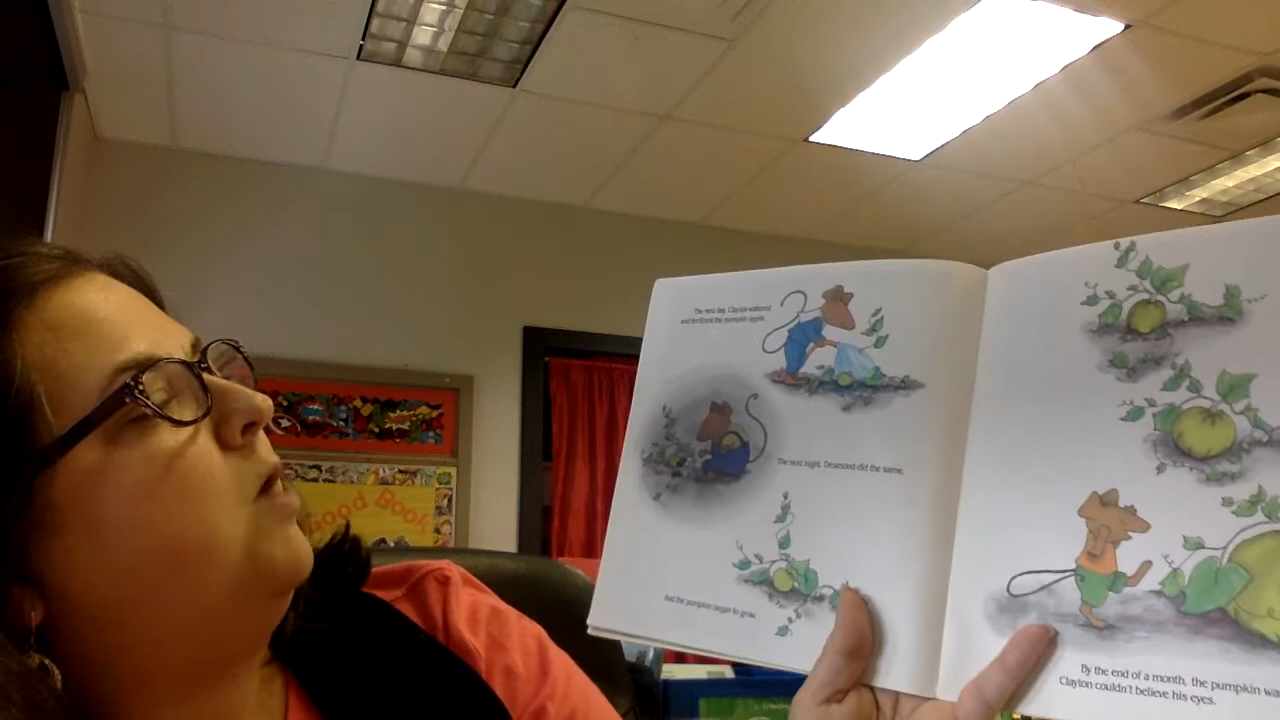 The next day, Clayton watered
and fed the pumpkin again.
The next night, Desmond did the same,
And the pumpkin began to grow.
By the end of a month, the pumpkin wa
Clayton couldn't believe his eyes.
Good Book